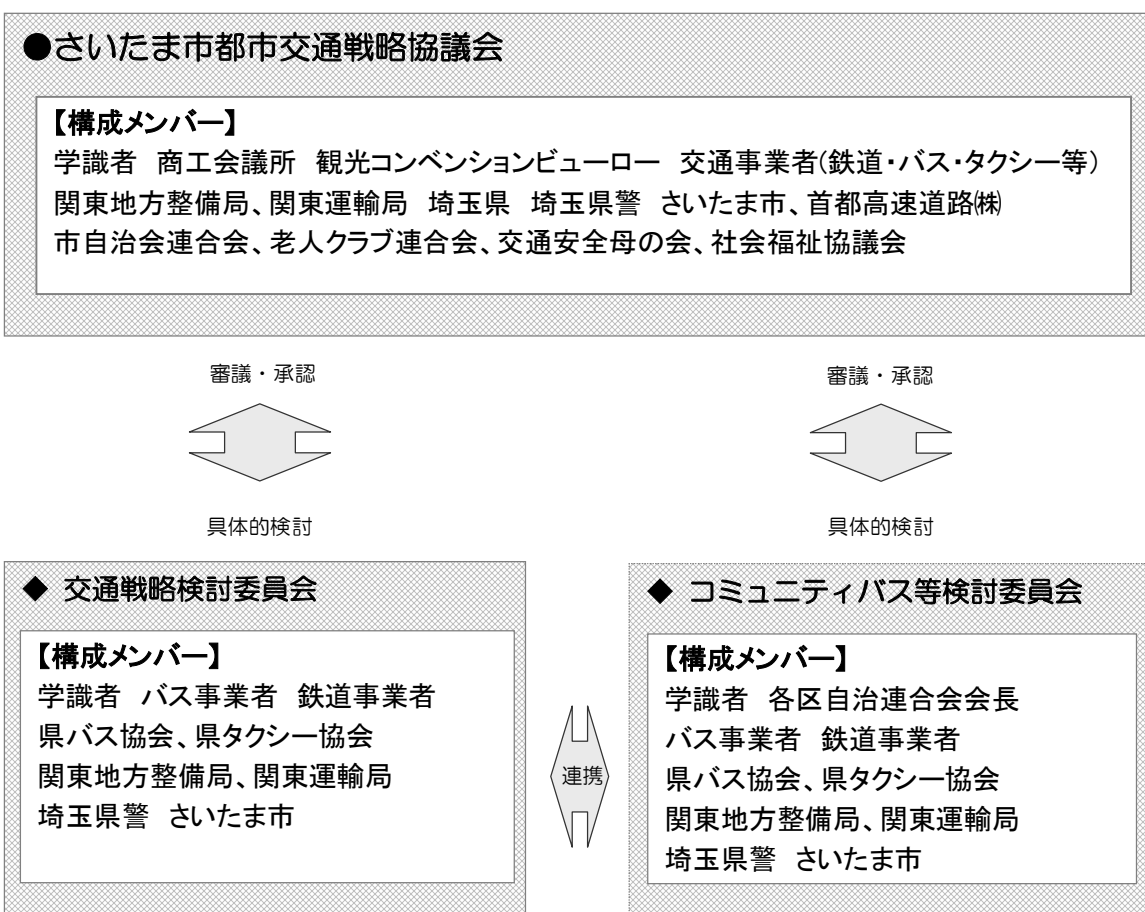 ●さいたま市都市交通戦略協議会
【構成メンバー】
学識者 商工会議所 観光コンベンションビューロー 交通事業者(鉄道・バス・タクシー等)
関東地方整備局、関東運輸局 埼玉県 埼玉県警 さいたま市、首都高速道路㈱
市自治会連合会、老人クラブ連合会、交通安全母の会、社会福祉協議会
審議・承認
審議・承認
具体的検討
具体的検討
◆ 交通戦略検討委員会
【構成メンバー】
学識者 バス事業者 鉄道事業者
県バス協会、県タクシー協会
関東地方整備局、関東運輸局
埼玉県警 さいたま市
連携
◆ コミュニティバス等検討委員会
【構成メンバー】
学識者 各区自治連合会会長
バス事業者 鉄道事業者
県バス協会、県タクシー協会
関東地方整備局、関東運輸局
埼玉県警 さいたま市